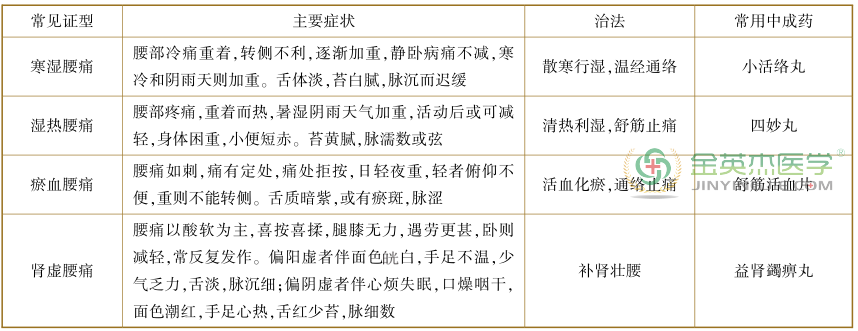 常见证型 主要症状 治法 常用中成药
寒湿腰痛 腰部冷痛重着,转侧不利,逐渐加重,静卧病痛不减,寒冷和阴雨天则加重。舌体淡,苔白腻,脉沉而迟缓 散寒行湿,温经通络 小活络丸
湿热腰痛 腰部疼痛,重着而热,暑湿阴雨天气加重,活动后或可减轻,身体困重,小便短赤。苔黄腻,脉濡数或弦 清热利湿,舒筋止痛 四妙丸
瘀血腰痛 腰痛如刺,痛有定处,痛处拒按,日轻夜重,轻者俯仰不便,重则不能转侧。舌质暗紫,或有瘀斑,脉涩 活血化瘀,通络止痛 舒筋活血片
肾虚腰痛 腰痛以酸软为主,喜按喜揉,腿膝无力,遇劳更甚,卧则减轻,常反复发作。偏阳虚者伴面色㿠白,手足不温,少气乏力,舌淡,脉沉细;偏阴虚者伴心烦失眠,口燥咽干,面色潮红,手足心热,舌红少苔,脉细数 补肾壮腰 益肾蠲痹丸
金英杰医学®
JINYINGJIE.COM